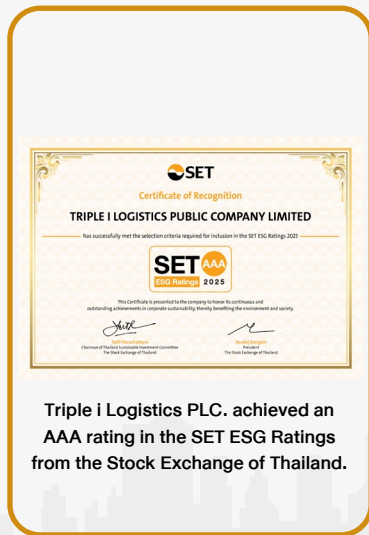 SET
Certificate of Recognition
TRIPLE I LOGISTICS PUBLIC COMPANY LIMITED
has successfully met the selection criteria required for inclusion in the SET ESG Ratings 2025
SET AAA
ESG Ratings 2025
This Certificate is presented to the company to honor its continuous and
outstanding achievements in corporate sustainability, thereby benefiting the environment and society.
Chairman of Thailand Sustainable Investment Committee
President
The Stock Exchange of Thailand
The Stock Exchange of Thailand
Triple i Logistics PLC. achieved an
AAA rating in the SET ESG Ratings
from the Stock Exchange of Thailand.